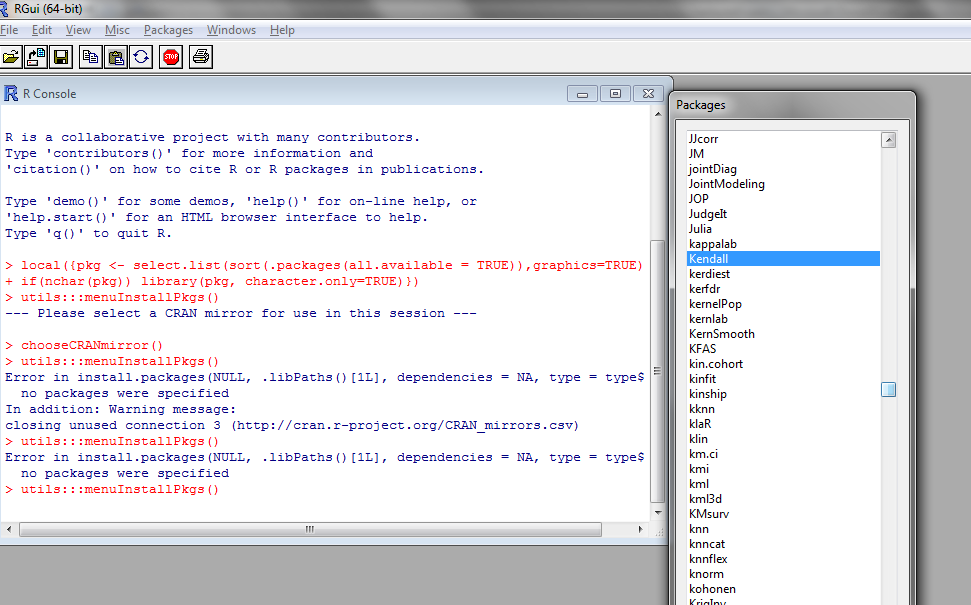 RGui (64-bit)
File Edit View Misc Packages Windows Help
STOP
R Console
R is a collaborative project with many contributors.
Type 'contributors()' for more information and
'citation()' on how to cite R or R packages in publications.
Type 'demo()' for some demos, 'help()' for on-line help, or
'help.start()' for an HTML browser interface to help.
Type 'q()' to quit R.
> local({pkg <- select.list(sort(.packages(all.available = TRUE)),graphics=TRUE)
+ if(nchar(pkg)) library(pkg, character.only=TRUE)})
> utils:::menuInstallPkgs()
--- Please select a CRAN mirror for use in this session ---
> chooseCRANmirror()
> utils:::menuInstallPkgs()
Error in install.packages(NULL, .libPaths()[1L], dependencies = NA, type = type$
no packages were specified
In addition: Warning message:
closing unused connection 3 (http://cran.r-project.org/CRAN_mirrors.csv)
> utils:::menuInstallPkgs()
Error in install.packages(NULL, .libPaths()[1L], dependencies = NA, type = type$
no packages were specified
> utils:::menuInstallPkgs()
Packages
JJcorr
JM
jointDiag
JointModeling
JOP
JudgeIt
Julia
kappalab
Kendall
kerdiest
kerfdr
kernelPop
kernlab
KernSmooth
KFAS
kin.cohort
kinfit
kinship
kknn
klaR
klin
km.ci
kmi
kml
kml3d
KMsurv
knn
knncat
knnflex
knorm
kohonen
KrigInv